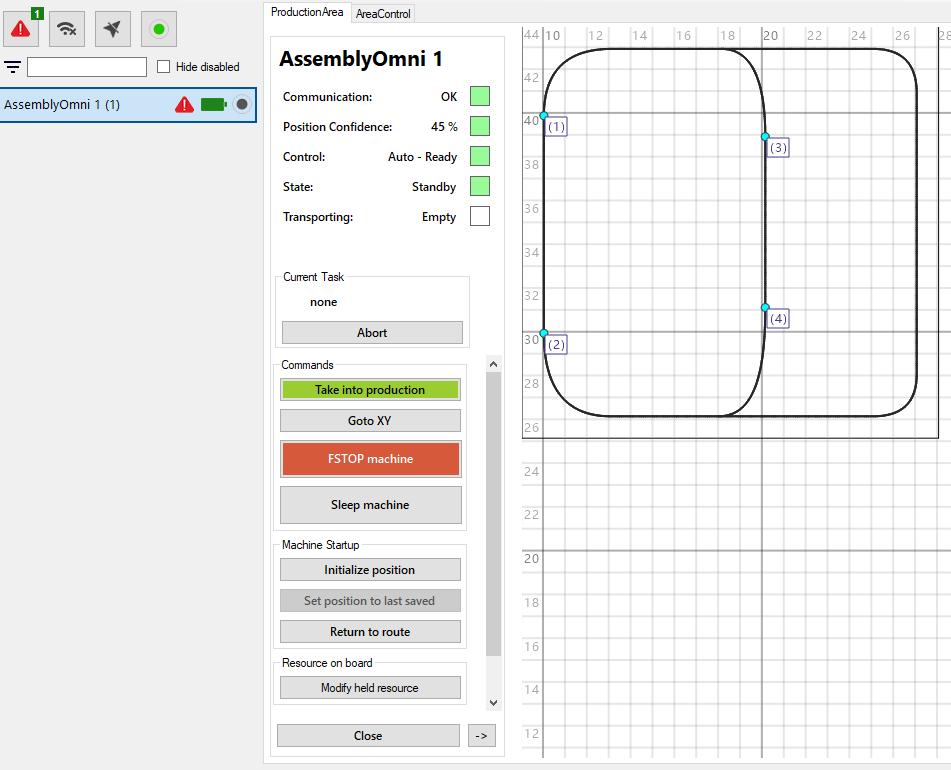 1
Hide disabled
AssemblyOmni 1 (1)
ProductionArea
AreaControl
AssemblyOmni 1
Communication: OK
Position Confidence: 45 %
Control: Auto - Ready
State: Standby
Transporting: Empty
Current Task
none
Abort
Commands
Take into production
Goto XY
FSTOP machine
Sleep machine
Machine Startup
Initialize position
Set position to last saved
Return to route
Resource on board
Modify held resource
Close
->
44 10 12 14 16 18 20 22 24 26 28
42
40
38
36
34
32
30
28
26
24
22
20
18
16
14
12
(1)
(3)
(4)
(2)